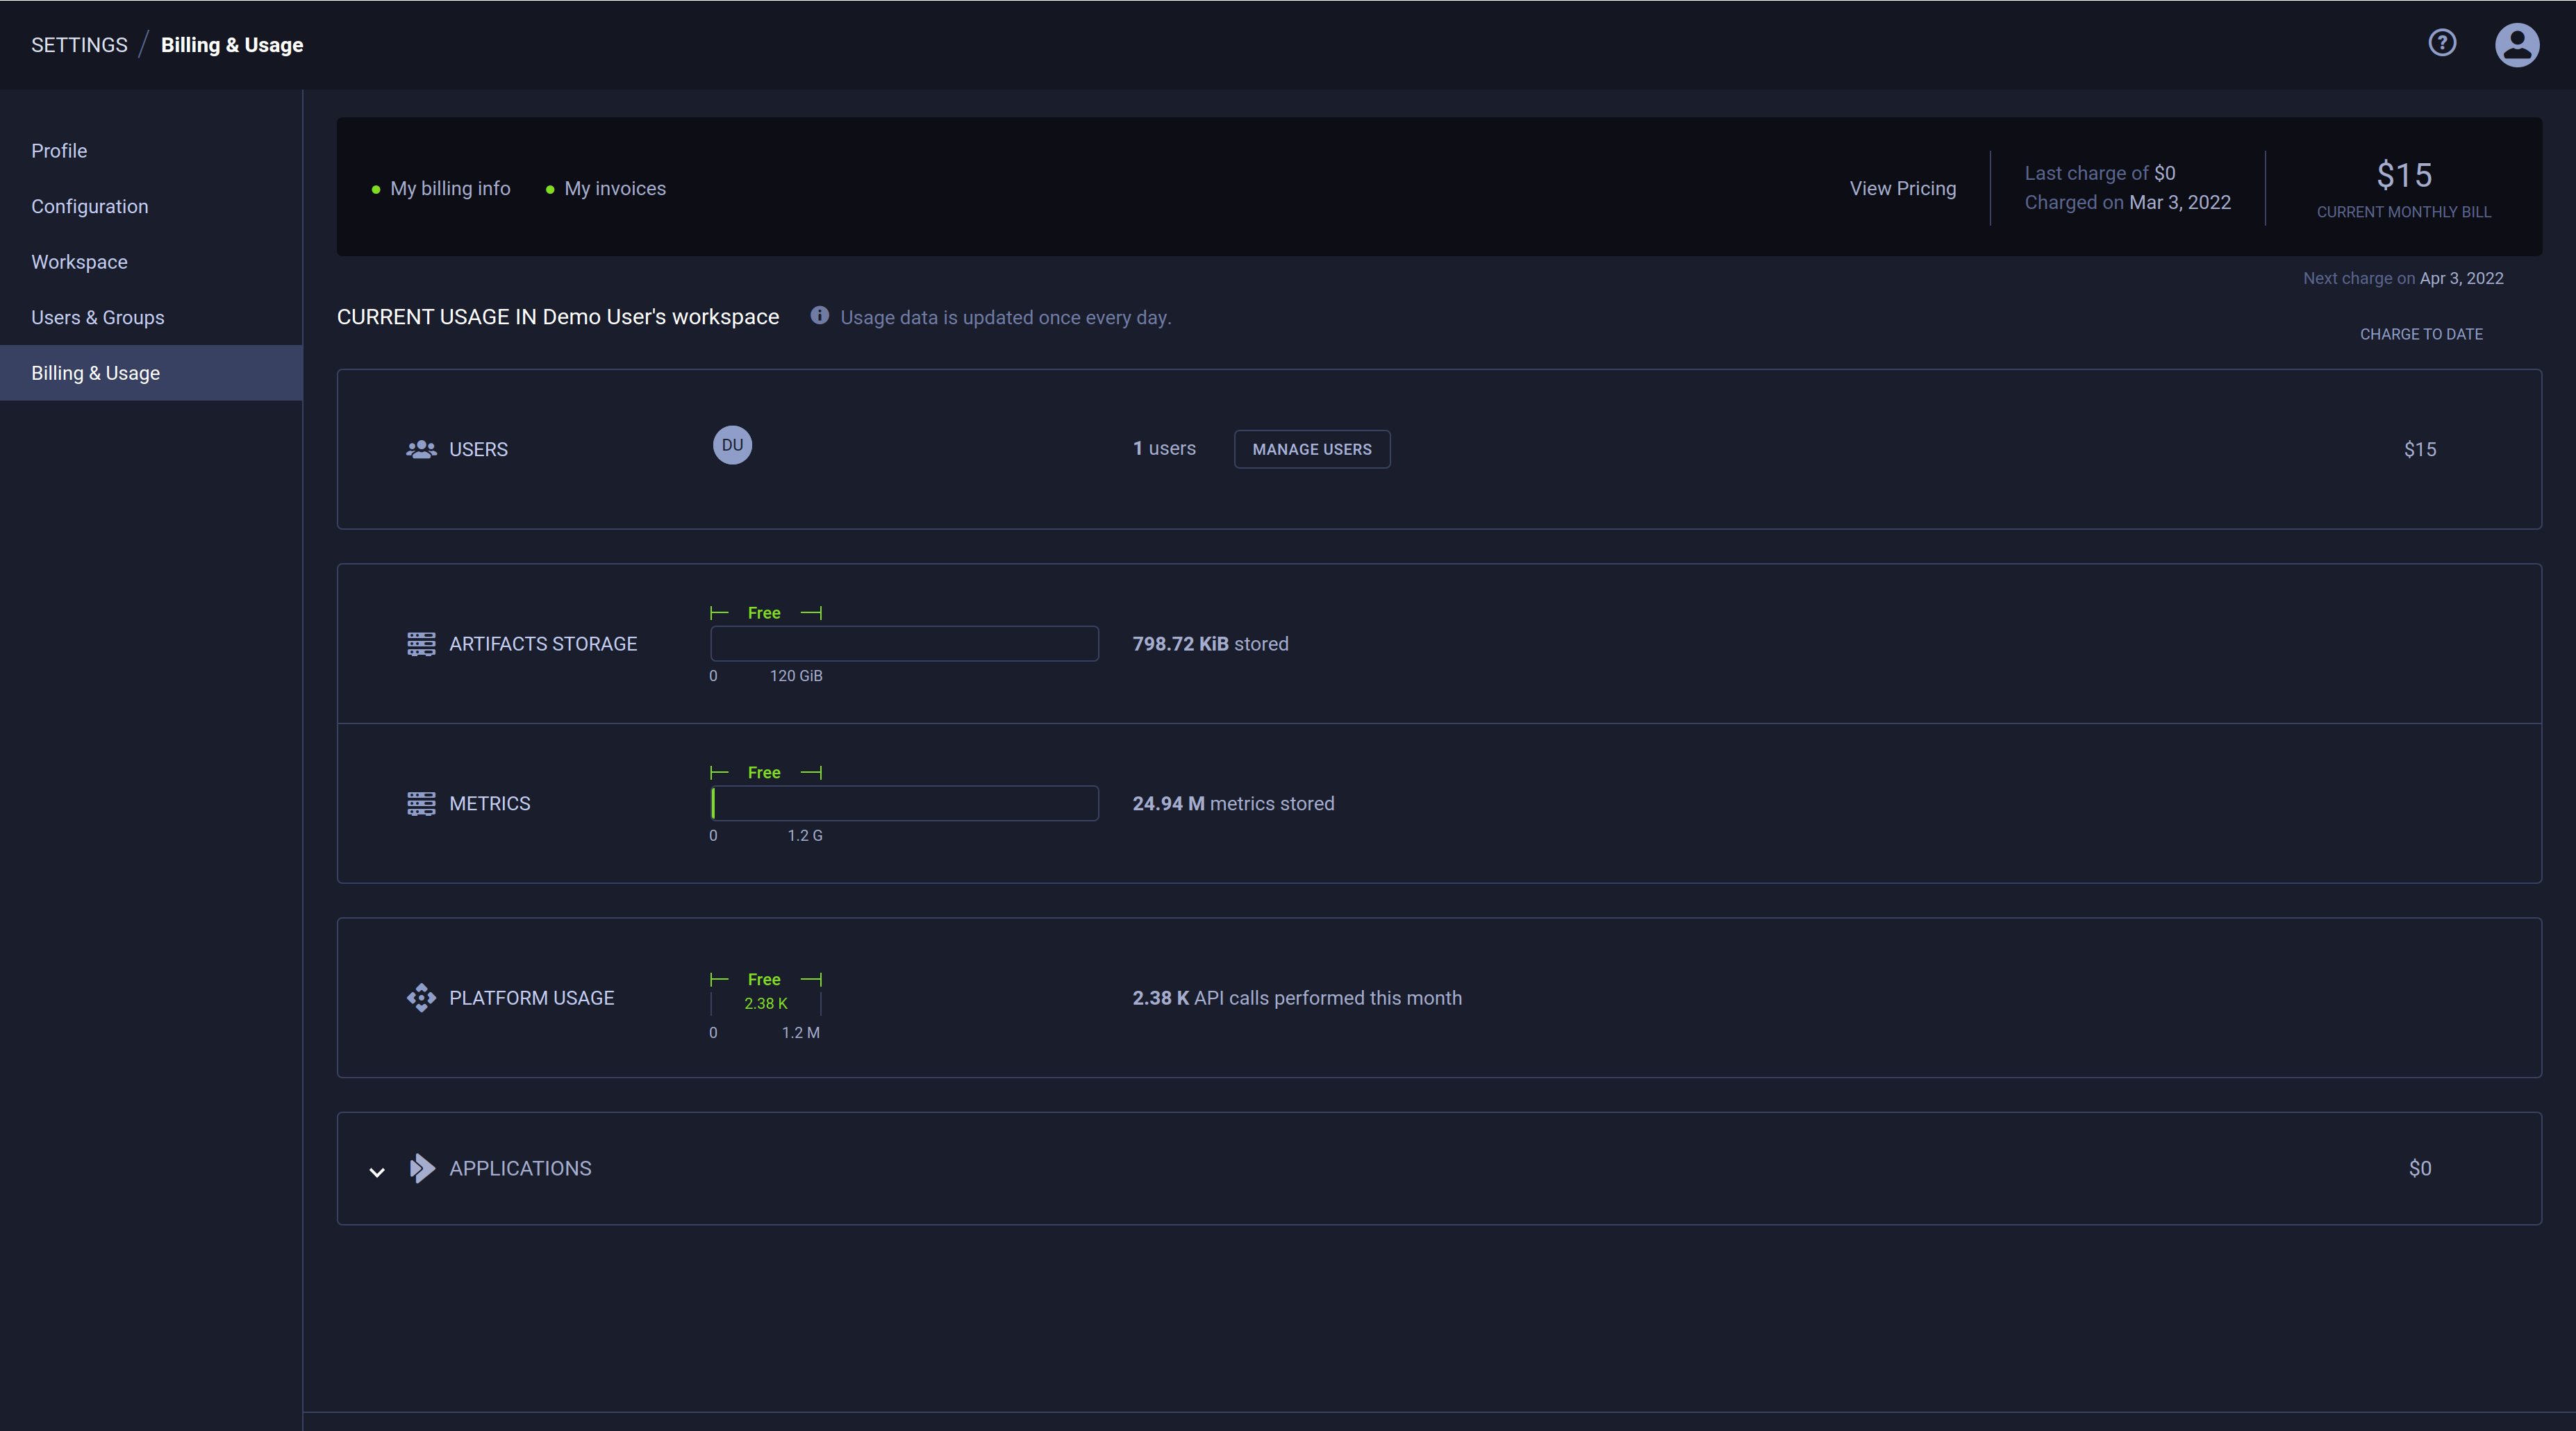 SETTINGS / Billing & Usage
Profile
Configuration
Workspace
Users & Groups
Billing & Usage
My billing info
My invoices
View Pricing
Last charge of $0
Charged on Mar 3, 2022
$15
CURRENT MONTHLY BILL
Next charge on Apr 3, 2022
CURRENT USAGE IN Demo User's workspace
Usage data is updated once every day.
CHARGE TO DATE
USERS
DU
1 users
MANAGE USERS
$15
Free
ARTIFACTS STORAGE
798.72 KiB stored
0 120 GiB
Free
METRICS
24.94 M metrics stored
0 1.2 G
Free
PLATFORM USAGE
2.38 K
2.38 K API calls performed this month
0 1.2 M
APPLICATIONS
$0